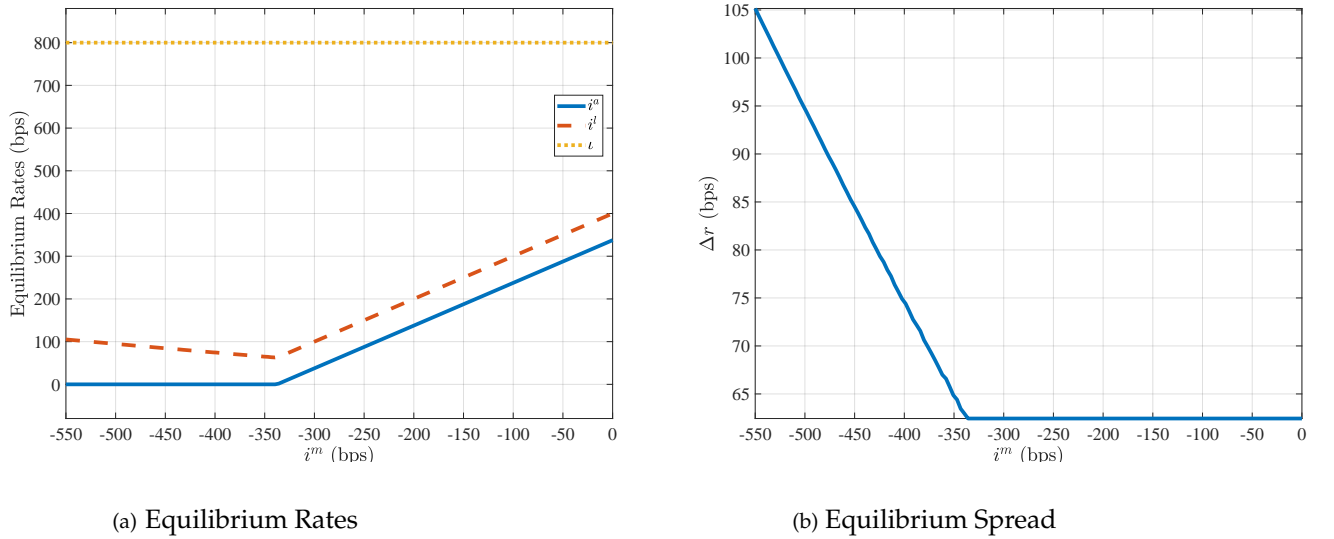 Equilibrium Rates (bps)
800
700
600
500
400
300
200
100
0
i^a
i^l
ι
-550 -500 -450 -400 -350 -300 -250 -200 -150 -100 -50 0
i^m (bps)
(a) Equilibrium Rates
Δr (bps)
105
100
95
90
85
80
75
70
65
-550 -500 -450 -400 -350 -300 -250 -200 -150 -100 -50 0
i^m (bps)
(b) Equilibrium Spread